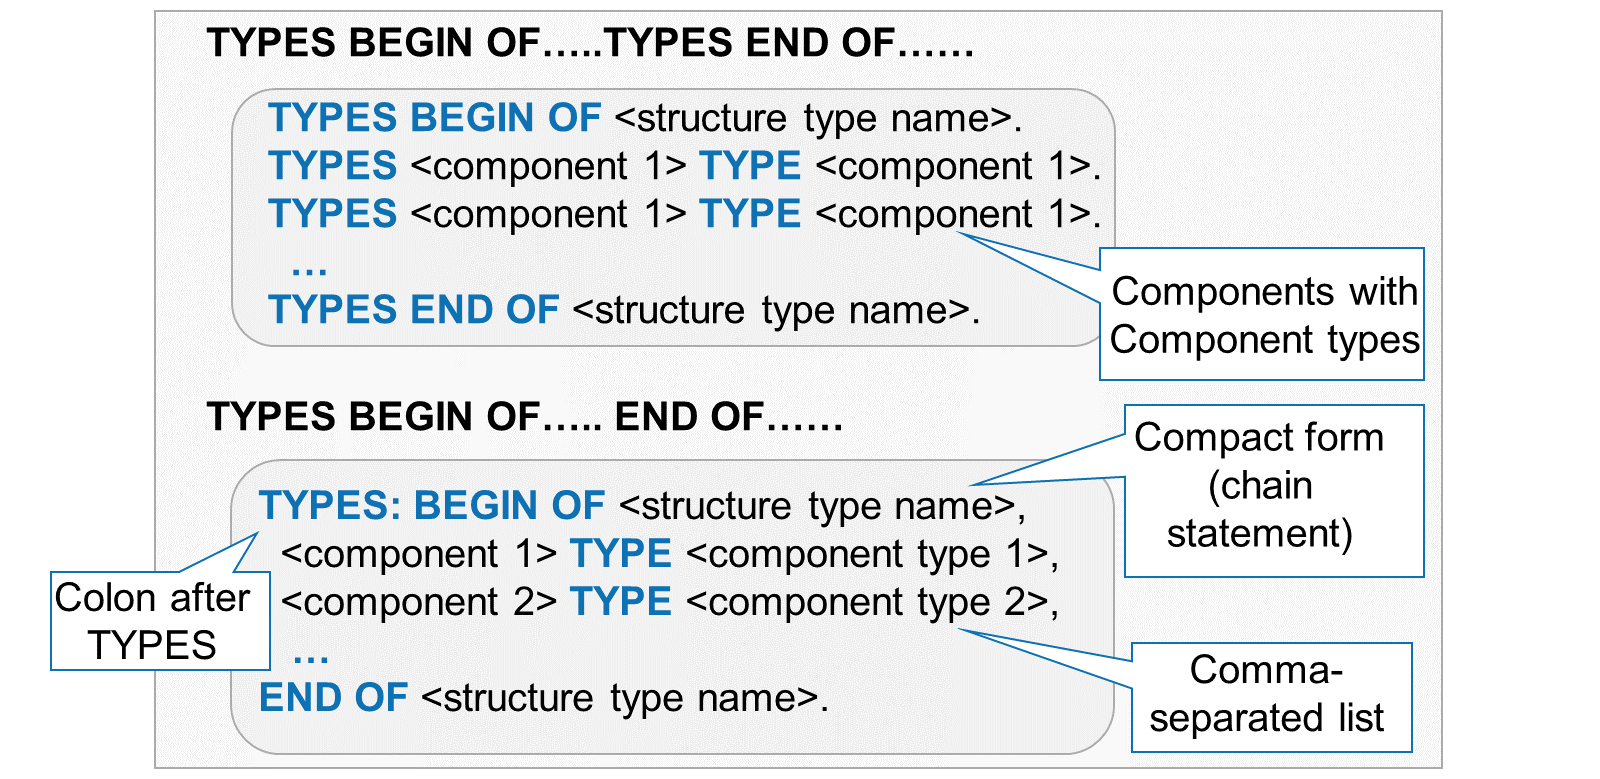 TYPES BEGIN OF…..TYPES END OF……
TYPES BEGIN OF <structure type name>.
TYPES <component 1> TYPE <component 1>.
TYPES <component 1> TYPE <component 1>.
…
TYPES END OF <structure type name>.
Components with
Component types
TYPES BEGIN OF….. END OF……
Compact form
(chain
statement)
TYPES: BEGIN OF <structure type name>,
<component 1> TYPE <component type 1>,
<component 2> TYPE <component type 2>,
…
END OF <structure type name>.
Colon after
TYPES
Comma-
separated list